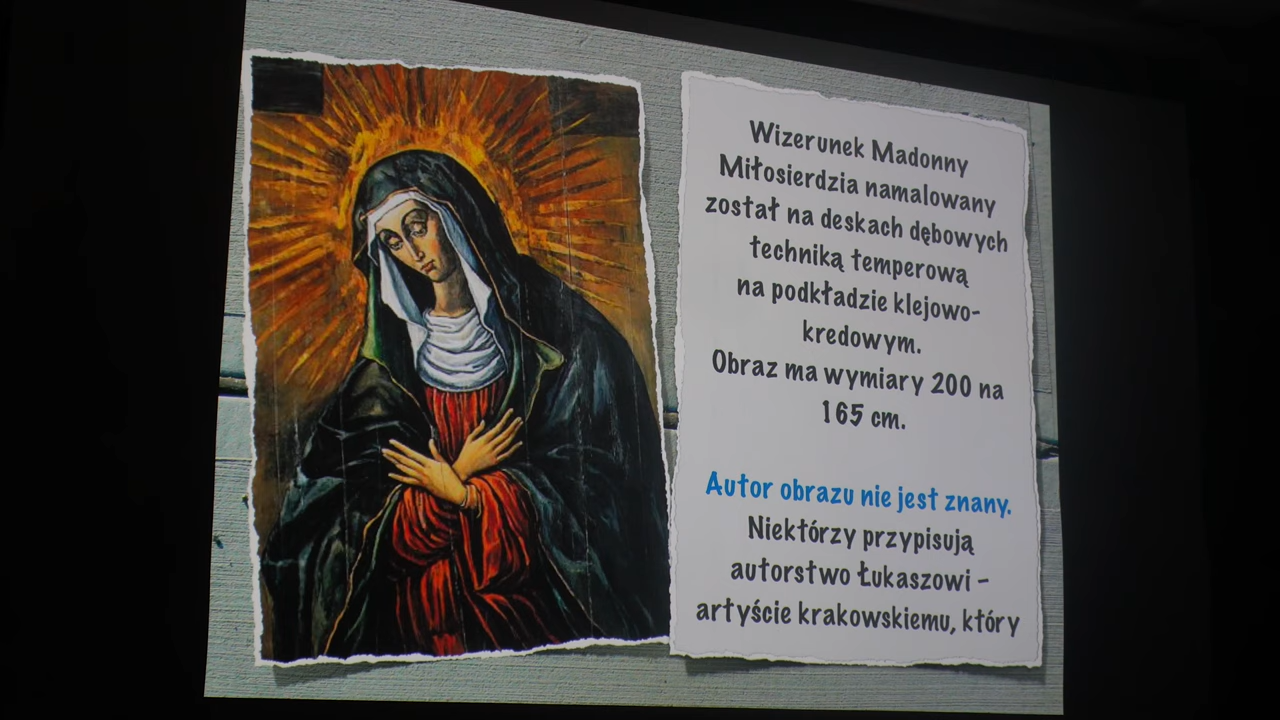 Wizerunek Madonny
Miłosierdzia namalowany
został na deskach dębowych
techniką temperową
na podkładzie klejowo-
kredowym.
Obraz ma wymiary 200 na
165 cm.
Autor obrazu nie jest znany.
Niektórzy przypisują
autorstwo Łukaszowi –
artyście krakowskiemu, który